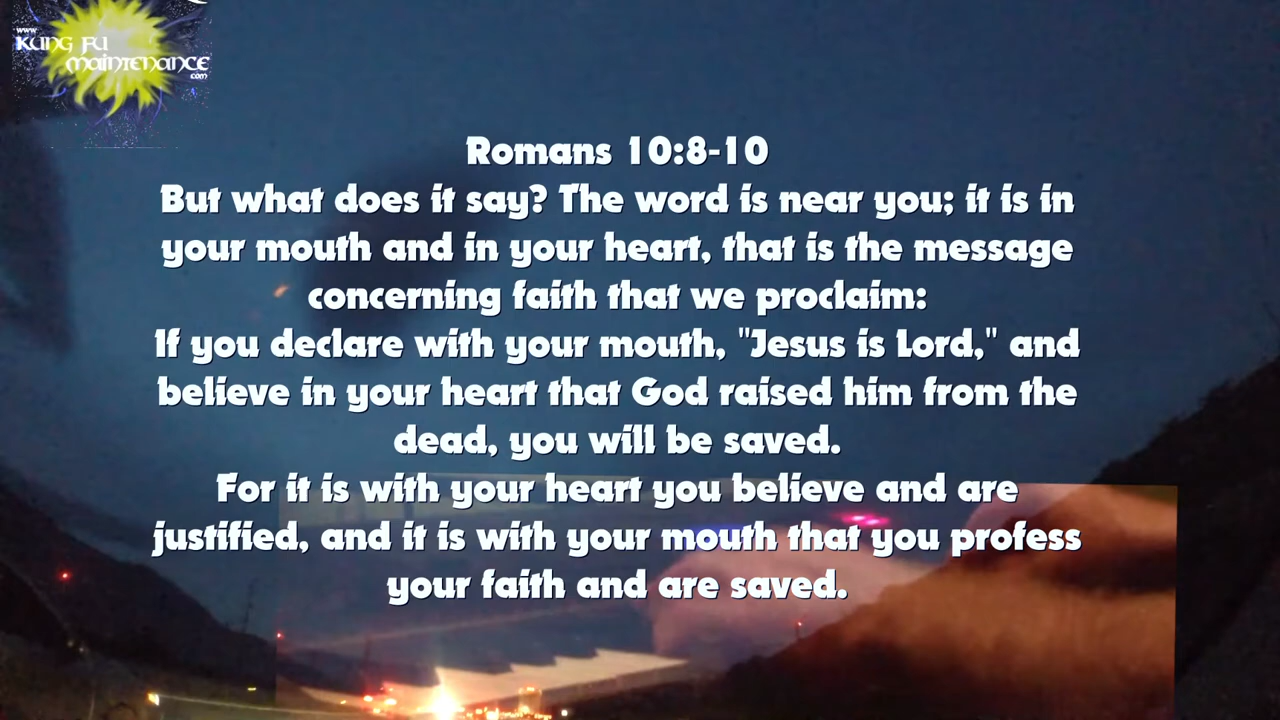 www
KUNG FU
MAINTENANCE
.com
Romans 10:8-10
But what does it say? The word is near you; it is in
your mouth and in your heart, that is the message
concerning faith that we proclaim:
If you declare with your mouth, "Jesus is Lord," and
believe in your heart that God raised him from the
dead, you will be saved.
For it is with your heart you believe and are
justified, and it is with your mouth that you profess
your faith and are saved.